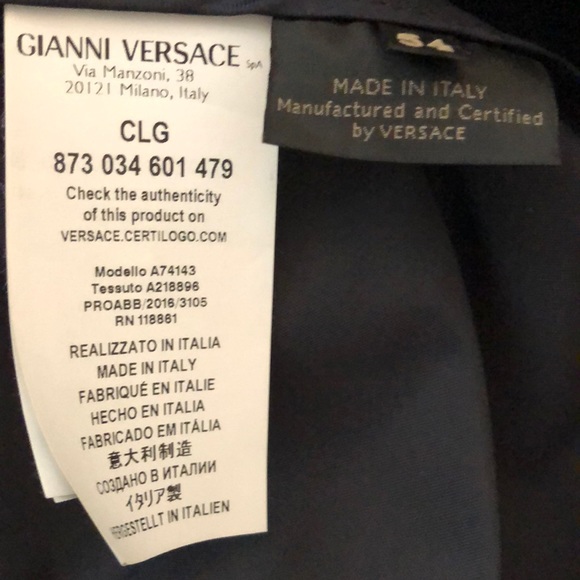 GIANNI VERSACE SpA
Via Manzoni, 38
20121 Milano, Italy
CLG
873 034 601 479
Check the authenticity
of this product on
VERSACE.CERTILOGO.COM
Modello A74143
Tessuto A218896
PROABB/2016/3105
RN 118861
REALIZZATO IN ITALIA
MADE IN ITALY
FABRIQUÉ EN ITALIE
HECHO EN ITALIA
FABRICADO EM ITÁLIA
意大利制造
СОЗДАНО В ИТАЛИИ
イタリア製
HERGESTELLT IN ITALIEN
54
MADE IN ITALY
Manufactured and Certified
by VERSACE